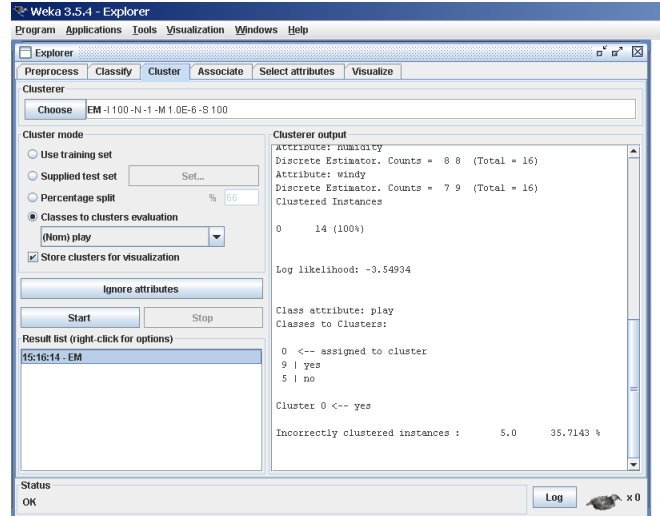 Weka 3.5.4 - Explorer
Program Applications Tools Visualization Windows Help
Explorer
Preprocess Classify Cluster Associate Select attributes Visualize
Clusterer
Choose EM -I 100 -N -1 -M 1.0E-6 -S 100
Cluster mode
Use training set
Supplied test set Set...
Percentage split % 66
Classes to clusters evaluation
(Nom) play
Store clusters for visualization
Ignore attributes
Start Stop
Result list (right-click for options)
15:16:14 - EM
Clusterer output
Attribute: humidity
Discrete Estimator. Counts = 8 8 (Total = 16)
Attribute: windy
Discrete Estimator. Counts = 7 9 (Total = 16)
Clustered Instances
0 14 (100%)
Log likelihood: -3.54934
Class attribute: play
Classes to Clusters:
0 <-- assigned to cluster
9 | yes
5 | no
Cluster 0 <-- yes
Incorrectly clustered instances : 5.0 35.7143 %
Status
OK
Log x 0